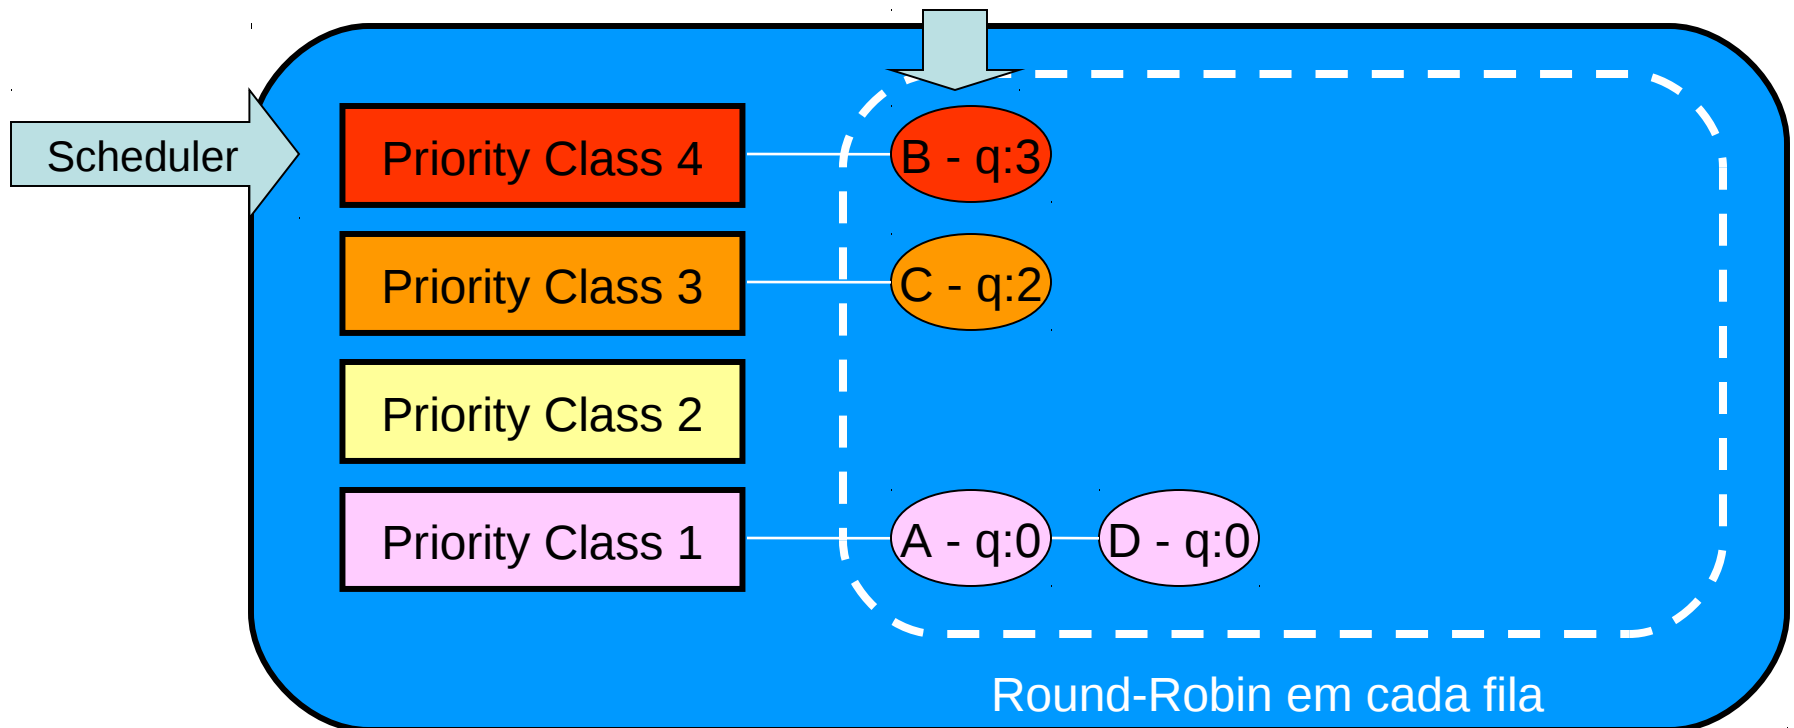 Scheduler
Priority Class 4
B - q:3
Priority Class 3
C - q:2
Priority Class 2
Priority Class 1
A - q:0
D - q:0
Round-Robin em cada fila